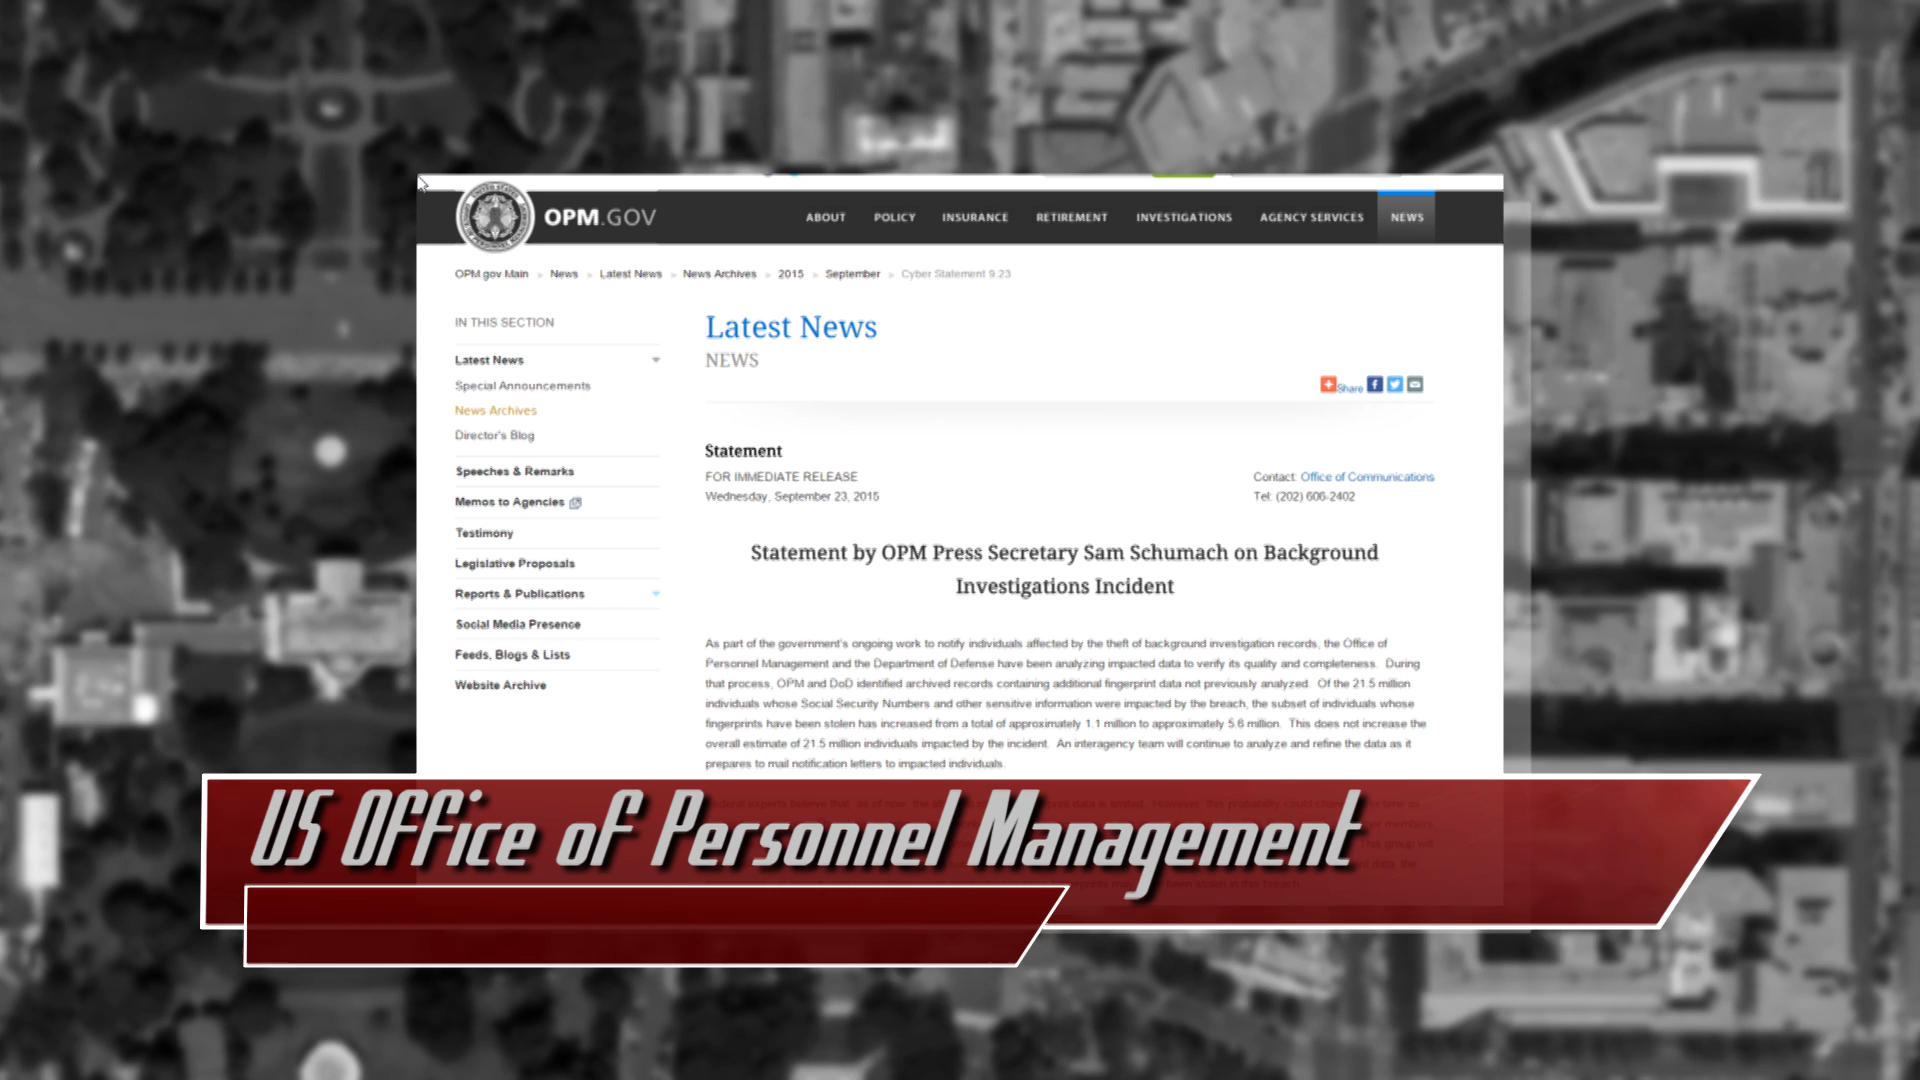 OPM.GOV
ABOUT POLICY INSURANCE RETIREMENT INVESTIGATIONS AGENCY SERVICES NEWS
OPM.gov Main » News » Latest News » News Archives » 2015 » September » Cyber Statement 9.23
IN THIS SECTION
Latest News
Special Announcements
News Archives
Director's Blog
Speeches & Remarks
Memos to Agencies
Testimony
Legislative Proposals
Reports & Publications
Social Media Presence
Feeds, Blogs & Lists
Website Archive
Latest News
NEWS
Share
Statement
FOR IMMEDIATE RELEASE
Wednesday, September 23, 2015
Contact: Office of Communications
Tel: (202) 606-2402
Statement by OPM Press Secretary Sam Schumach on Background
Investigations Incident
As part of the government's ongoing work to notify individuals affected by the theft of background investigation records, the Office of
Personnel Management and the Department of Defense have been analyzing impacted data to verify its quality and completeness. During
that process, OPM and DoD identified archived records containing additional fingerprint data not previously analyzed. Of the 21.5 million
individuals whose Social Security Numbers and other sensitive information were impacted by the breach, the subset of individuals whose
fingerprints have been stolen has increased from a total of approximately 1.1 million to approximately 5.6 million. This does not increase the
overall estimate of 21.5 million individuals impacted by the incident. An interagency team will continue to analyze and refine the data as it
prepares to mail notification letters to impacted individuals.
US Office of Personnel Management